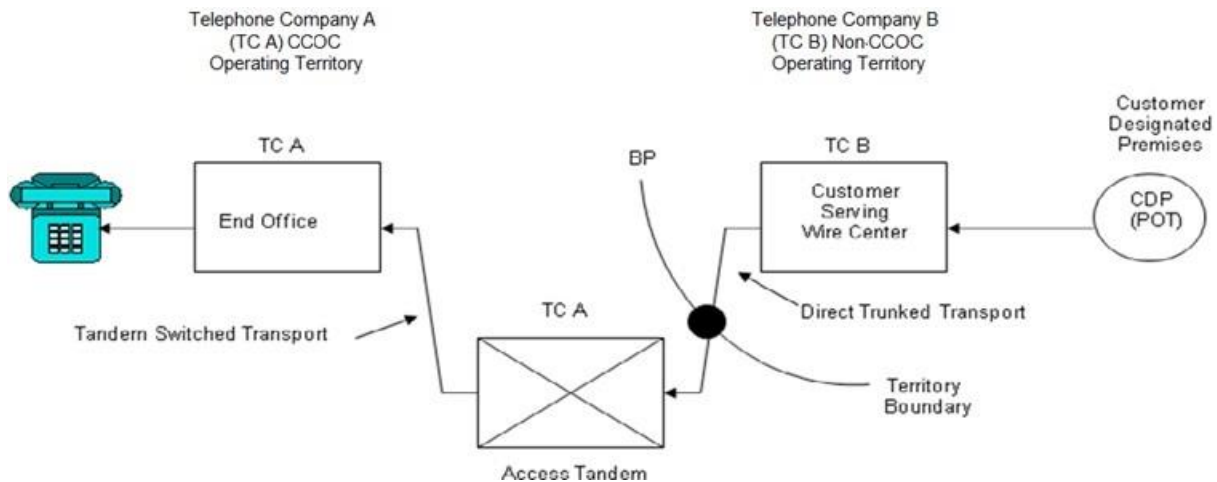 Telephone Company A
(TC A) CCOC
Operating Territory
Telephone Company B
(TC B) Non-CCOC
Operating Territory
Customer
Designated
Premises
TC A
BP
TC B
End Office
Customer
Serving
Wire Center
CDP
(POT)
Tandern Switched Transport
TC A
Direct Trunked Transport
Territory
Boundary
Access Tandem